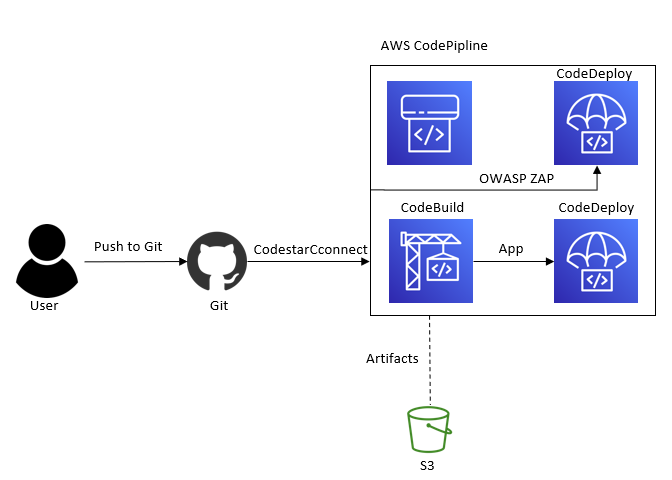 AWS CodePipline
CodeDeploy
OWASP ZAP
CodeBuild
CodeDeploy
Push to Git
CodestarCconnect
App
User
Git
Artifacts
S3